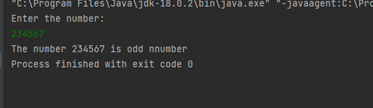 "C:\Program Files\Java\jdk-18.0.2\bin\java.exe" "-javaagent:C:\Pro
Enter the number:
234567
The number 234567 is odd nnumber
Process finished with exit code 0